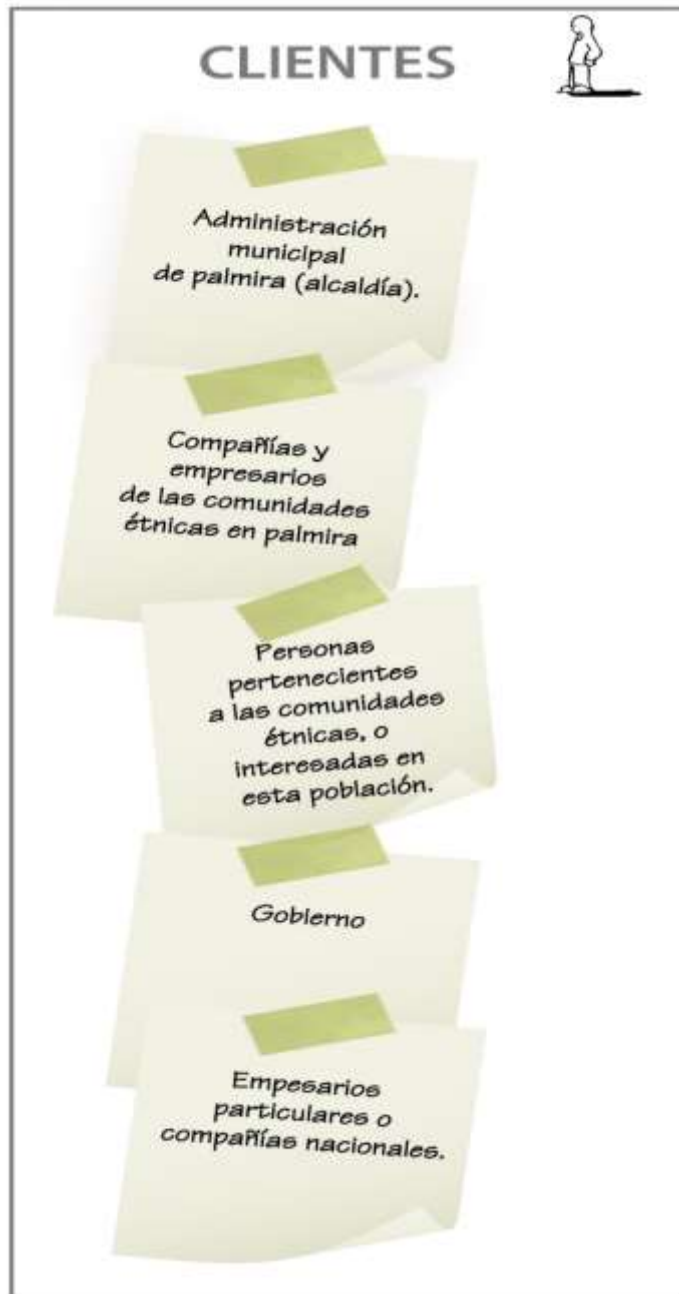 CLIENTES
Administración
municipal
de palmira (alcaldía).
Compañías y
empresarios
de las comunidades
étnicas en palmira
Personas
pertenecientes
a las comunidades
étnicas, o
interesadas en
esta población.
Gobierno
Empesarios
particulares o
compañías nacionales.